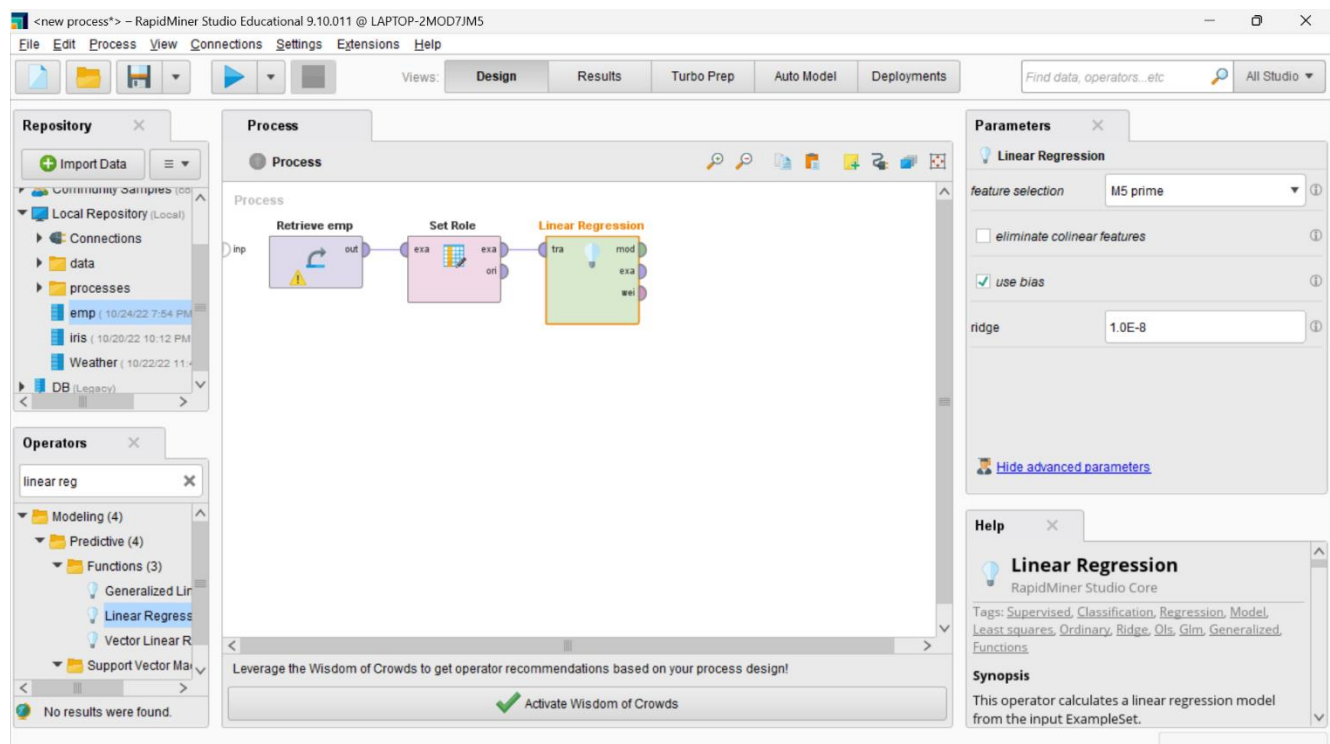 <new process*> – RapidMiner Studio Educational 9.10.011 @ LAPTOP-2MOD7JM5
File Edit Process View Connections Settings Extensions Help
Views: Design Results Turbo Prep Auto Model Deployments
Find data, operators...etc
All Studio
Repository
Import Data
Community Samples
Local Repository (Local)
Connections
data
processes
emp ( 10/24/22 7:54 PM
iris ( 10/20/22 10:12 PM
Weather ( 10/22/22 11:4
DB (Legacy)
Operators
linear reg
Modeling (4)
Predictive (4)
Functions (3)
Generalized Lin
Linear Regress
Vector Linear R
Support Vector Ma
No results were found.
Process
Process
Process
Retrieve emp
inp
out
Set Role
exa
exa
ori
Linear Regression
tra
mod
exa
wei
Leverage the Wisdom of Crowds to get operator recommendations based on your process design!
Activate Wisdom of Crowds
Parameters
Linear Regression
feature selection M5 prime
eliminate colinear features
use bias
ridge 1.0E-8
Hide advanced parameters
Help
Linear Regression
RapidMiner Studio Core
Tags: Supervised, Classification, Regression, Model,
Least squares, Ordinary, Ridge, Ols, Glm, Generalized,
Functions
Synopsis
This operator calculates a linear regression model
from the input ExampleSet.